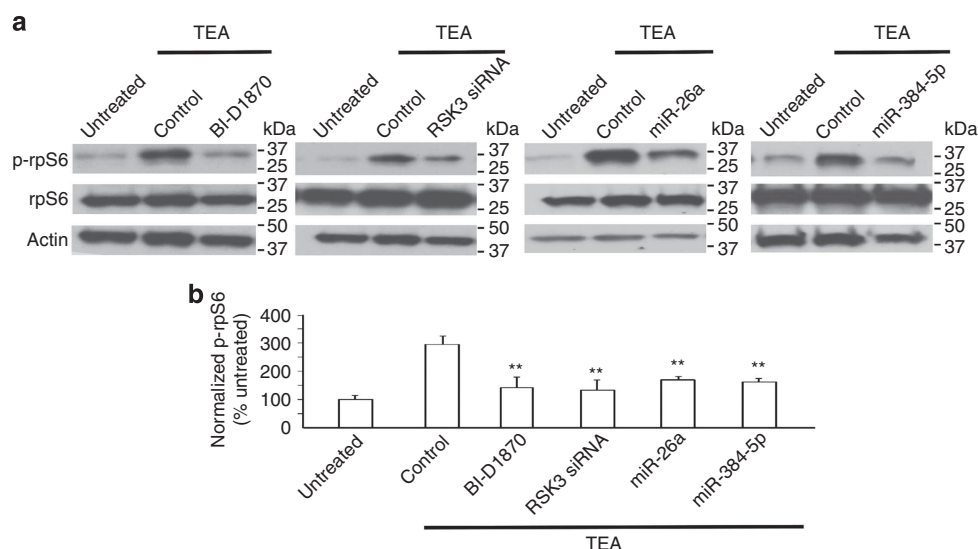 a
TEA TEA TEA TEA
Untreated Control BI-D1870 kDa Untreated Control RSK3 siRNA kDa Untreated Control miR-26a kDa Untreated Control miR-384-5p kDa
p-rpS6 37 25 37 25 37 25 37 25
rpS6 37 25 37 25 37 25 37 25
Actin 50 37 50 37 50 37 50 37
b
Normalized p-rpS6
(% untreated)
400
300
** ** ** **
200
100
0
Untreated Control BI-D1870 RSK3 siRNA miR-26a miR-384-5p
TEA